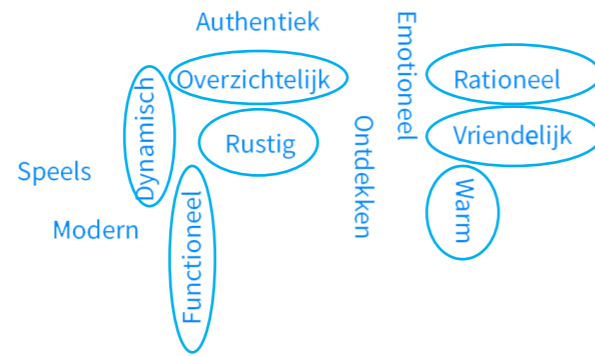 Authentiek
Emotioneel
Overzichtelijk
Rationeel
Dynamisch
Rustig
Vriendelijk
Ontdekken
Speels
Warm
Modern
Functioneel